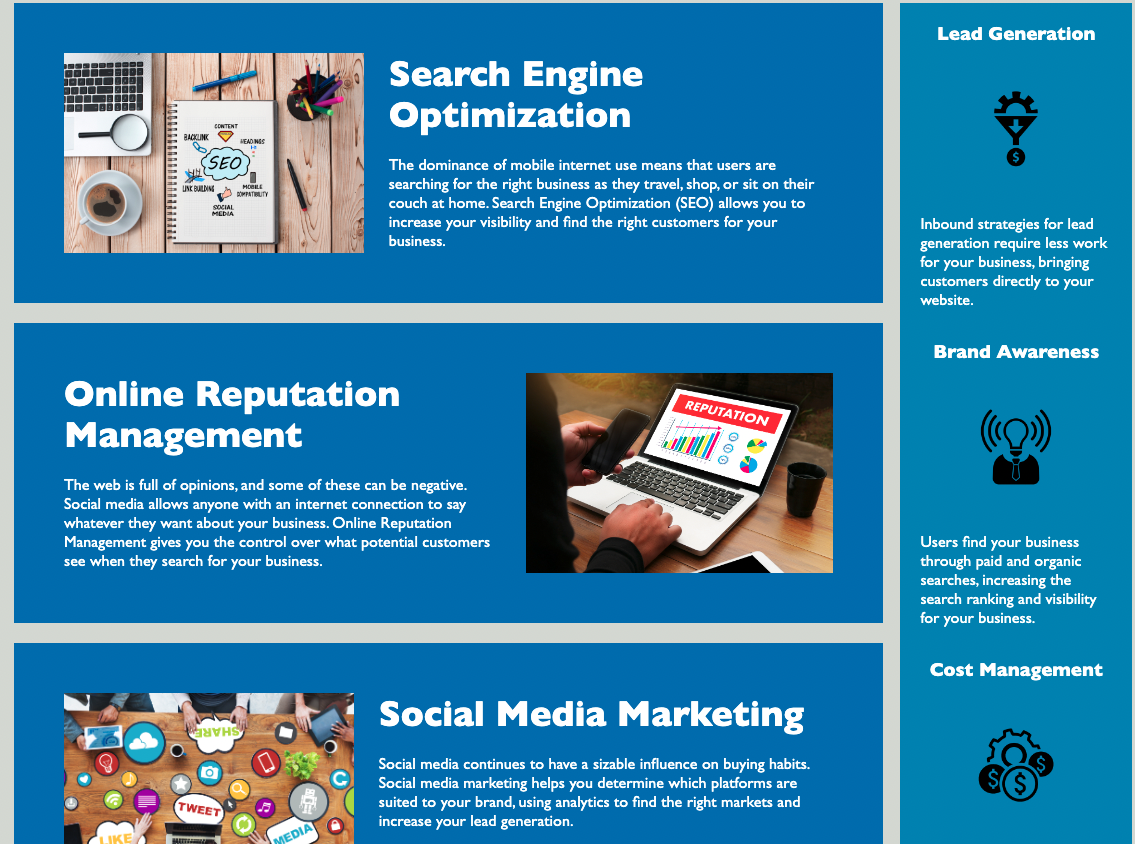 Search Engine
Optimization
The dominance of mobile internet use means that users are
searching for the right business as they travel, shop, or sit on their
couch at home. Search Engine Optimization (SEO) allows you to
increase your visibility and find the right customers for your
business.
CONTENT
BACKLINK
HEADINGS
SEO
LINK BUILDING
MOBILE
COMPATIBILITY
SOCIAL
MEDIA
Online Reputation
Management
The web is full of opinions, and some of these can be negative.
Social media allows anyone with an internet connection to say
whatever they want about your business. Online Reputation
Management gives you the control over what potential customers
see when they search for your business.
REPUTATION
Social Media Marketing
Social media continues to have a sizable influence on buying habits.
Social media marketing helps you determine which platforms are
suited to your brand, using analytics to find the right markets and
increase your lead generation.
SHARE
TWEET
LIKE
MEDIA
Lead Generation
$
Inbound strategies for lead
generation require less work
for your business, bringing
customers directly to your
website.
Brand Awareness
Users find your business
through paid and organic
searches, increasing the
search ranking and visibility
for your business.
Cost Management
$ $ $